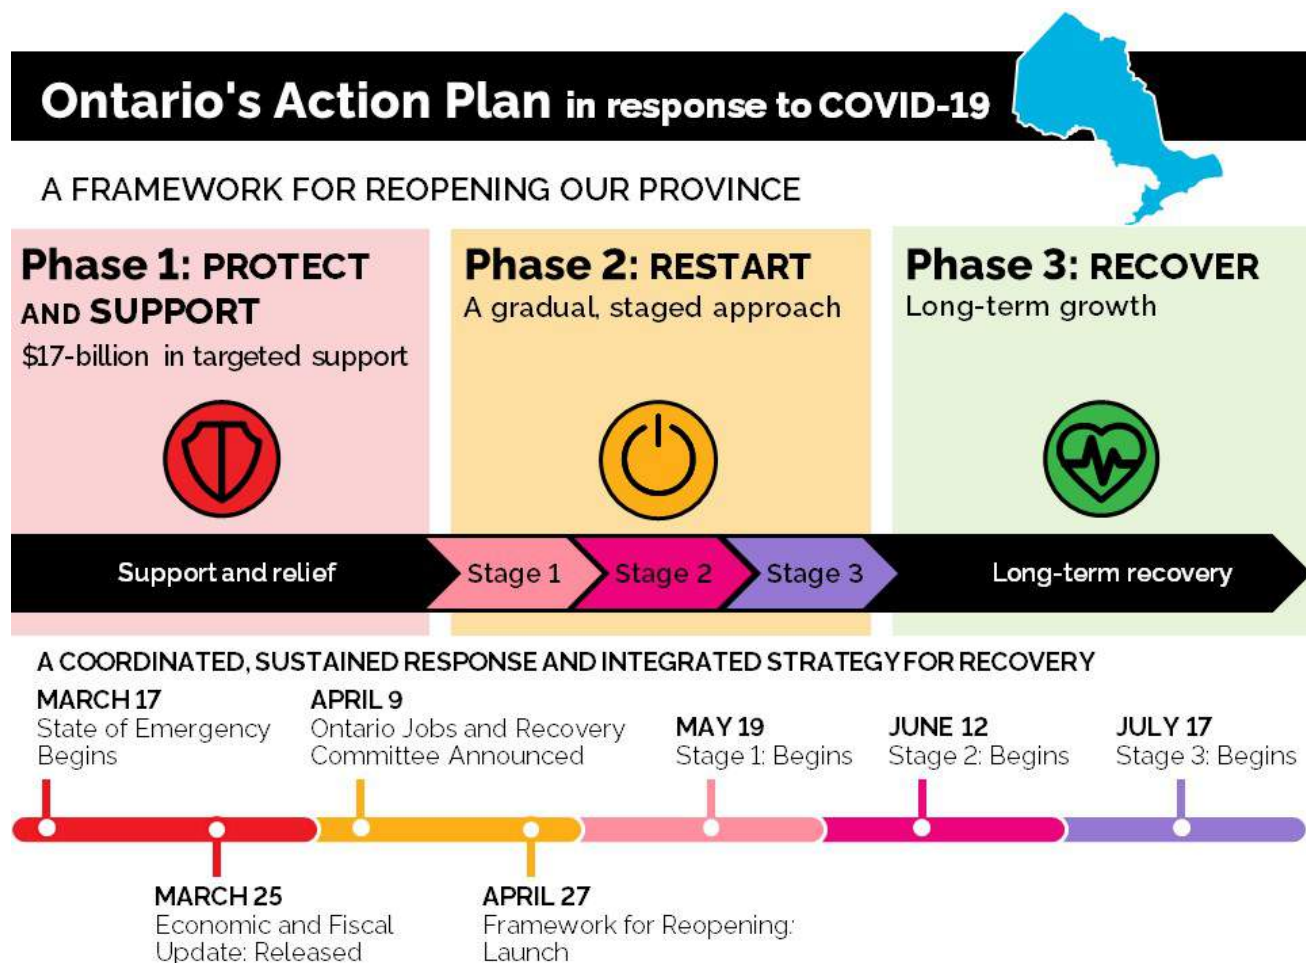 Ontario's Action Plan in response to COVID-19
A FRAMEWORK FOR REOPENING OUR PROVINCE
Phase 1: PROTECT
AND SUPPORT
$17-billion in targeted support
Phase 2: RESTART
A gradual, staged approach
Phase 3: RECOVER
Long-term growth
Support and relief
Stage 1
Stage 2
Stage 3
Long-term recovery
A COORDINATED, SUSTAINED RESPONSE AND INTEGRATED STRATEGY FOR RECOVERY
MARCH 17
State of Emergency
Begins
APRIL 9
Ontario Jobs and Recovery
Committee Announced
MAY 19
Stage 1: Begins
JUNE 12
Stage 2: Begins
JULY 17
Stage 3: Begins
MARCH 25
Economic and Fiscal
Update: Released
APRIL 27
Framework for Reopening:
Launch